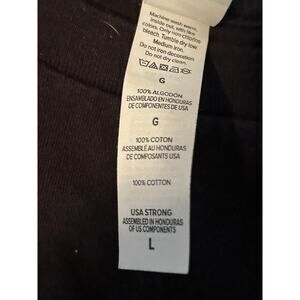 Machine wash warm,
inside out, with like
colors. Only non-chlorine
bleach. Tumble dry low.
Medium iron.
Do not iron decoration.
Do not dry clean.
G
100% ALGODON
ENSAMBLADO EN HONDURAS
DE COMPONENTES DE USA
G
100% COTON
ASSEMBLÉ AU HONDURAS
DE COMPOSANTS USA
100% COTTON
USA STRONG
ASSEMBLED IN HONDURAS
OF US COMPONENTS
L